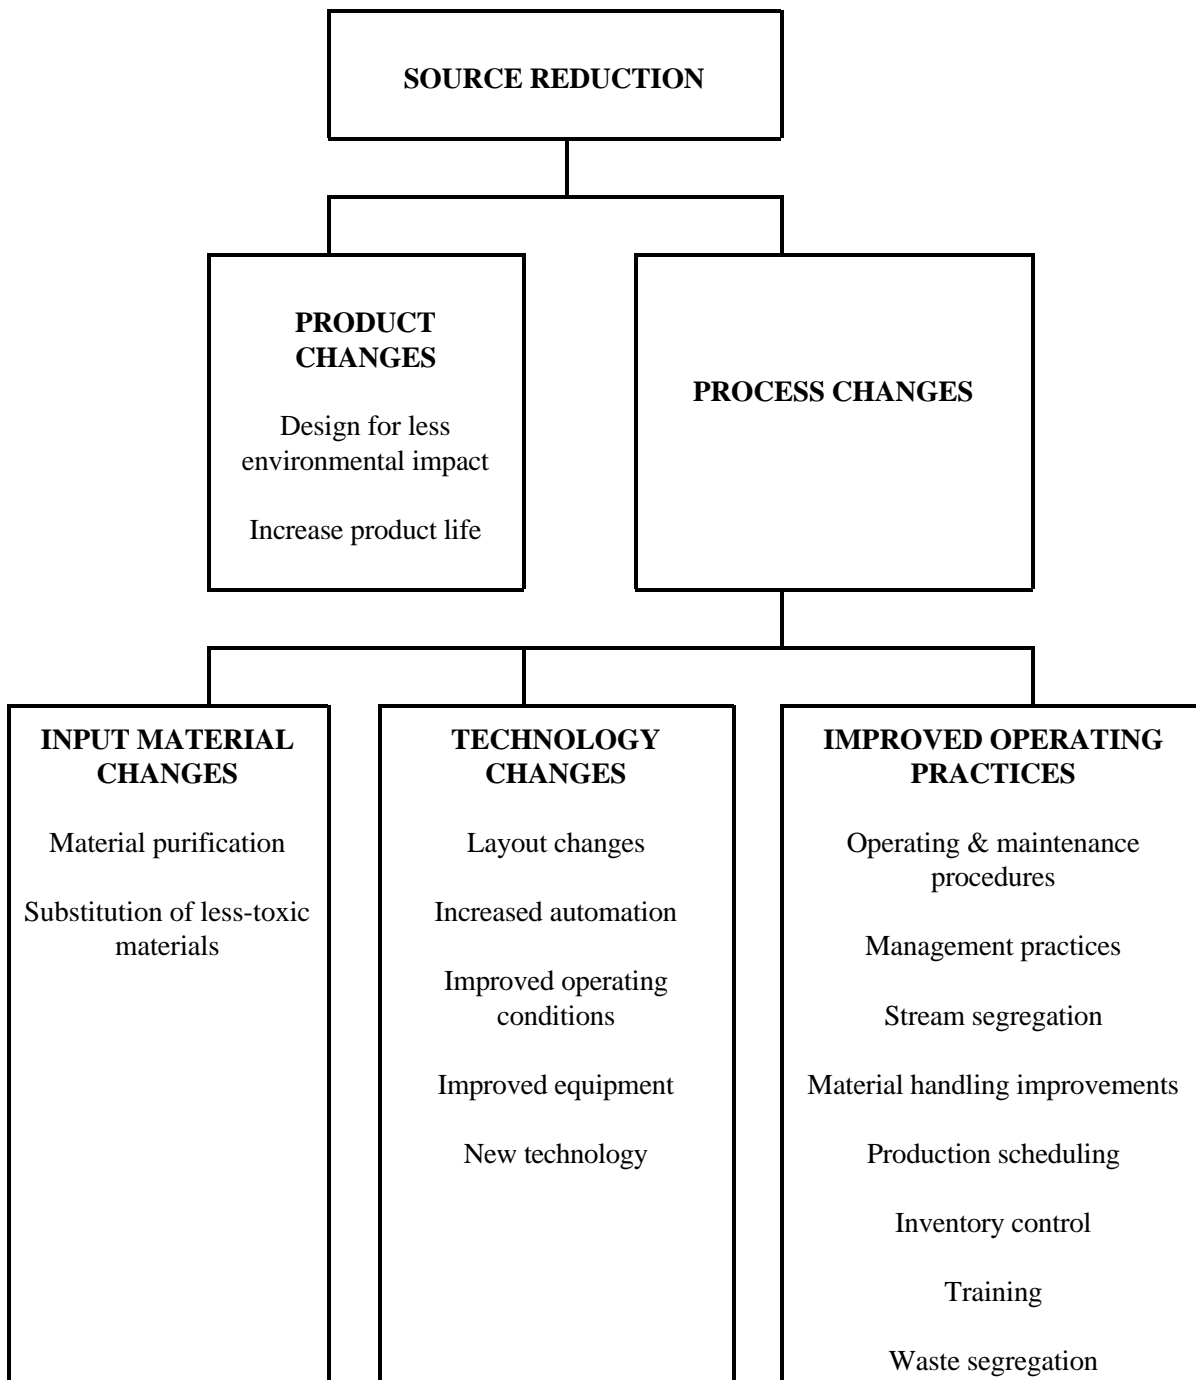 SOURCE REDUCTION
PRODUCT
CHANGES
Design for less
environmental impact
Increase product life
PROCESS CHANGES
INPUT MATERIAL
CHANGES
Material purification
Substitution of less-toxic
materials
TECHNOLOGY
CHANGES
Layout changes
Increased automation
Improved operating
conditions
Improved equipment
New technology
IMPROVED OPERATING
PRACTICES
Operating & maintenance
procedures
Management practices
Stream segregation
Material handling improvements
Production scheduling
Inventory control
Training
Waste segregation